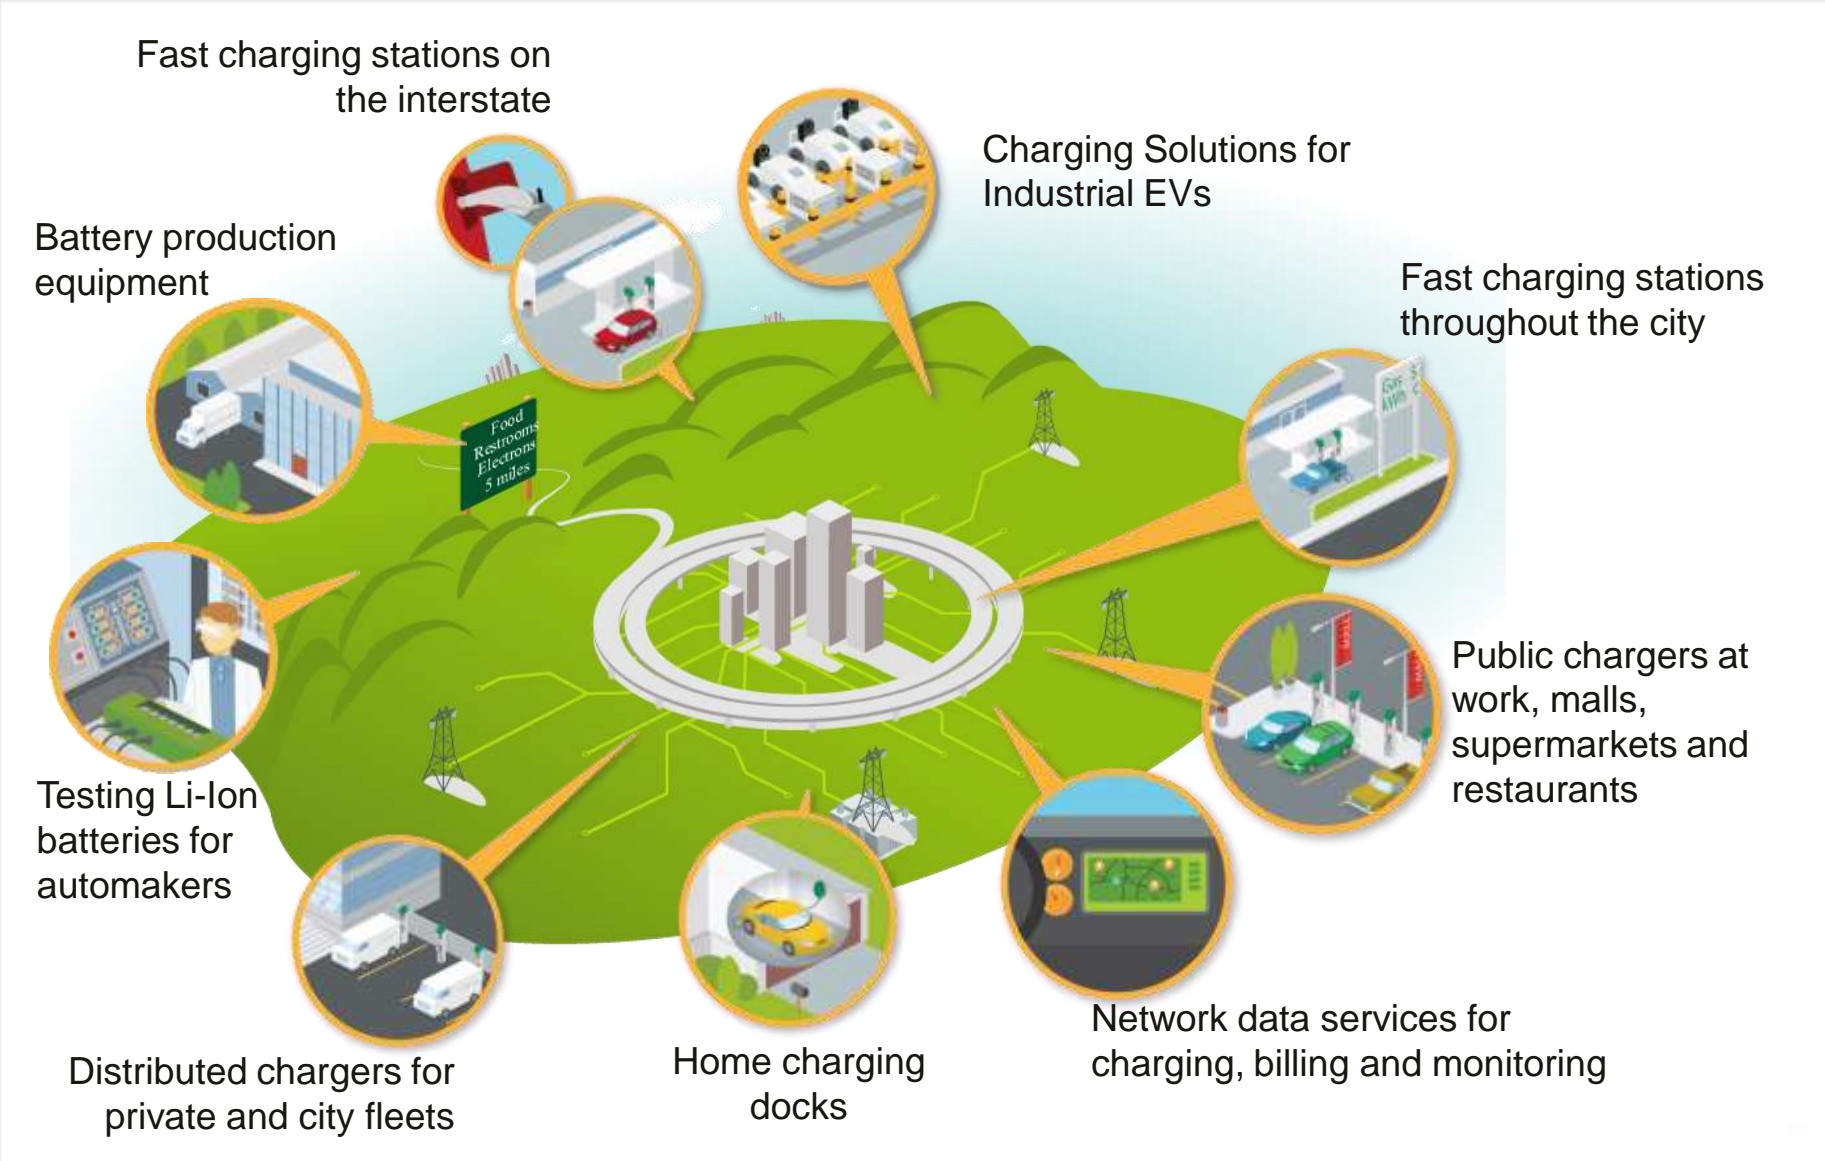 Fast charging stations on
the interstate
Charging Solutions for
Industrial EVs
Battery production
equipment
Fast charging stations
throughout the city
Gas
kWh
Food
Restrooms
Electrons
5 miles
Public chargers at
work, malls,
supermarkets and
restaurants
Testing Li-Ion
batteries for
automakers
Network data services for
charging, billing and monitoring
Home charging
docks
Distributed chargers for
private and city fleets